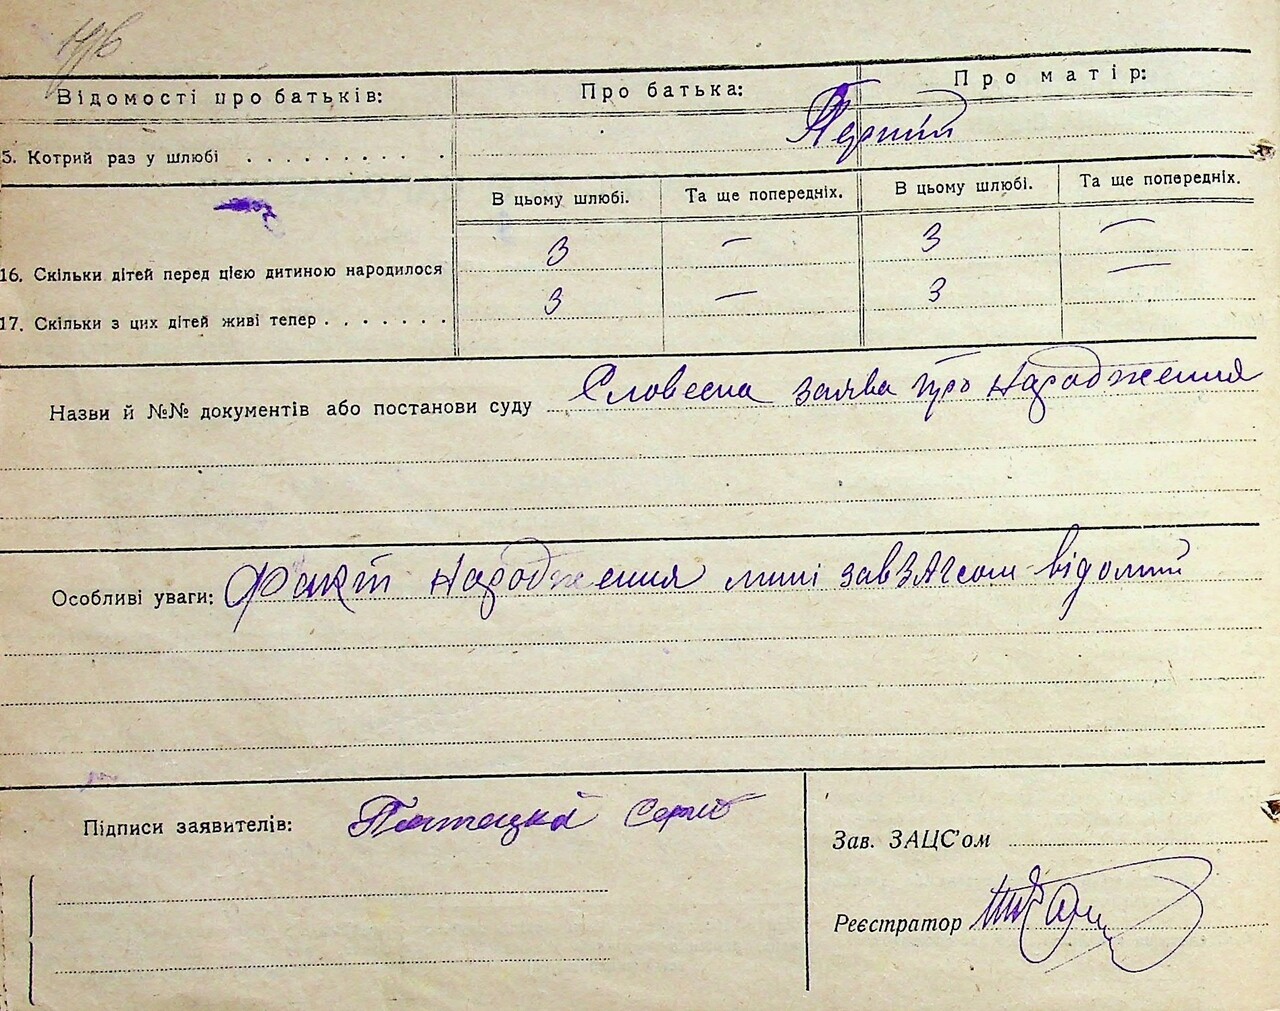 Відомості про батьків: Про батька: Про матір:
5. Котрий раз у шлюбі . . . . . . . . . . Перший
В цьому шлюбі. Та ще попередніх. В цьому шлюбі. Та ще попередніх.
16. Скільки дітей перед цією дитиною народилося 3 — 3 —
17. Скільки з цих дітей живі тепер . . . . . . . 3 — 3 —
Назви й №№ документів або постанови суду Словесна заява про народження
Особливі уваги: Факт народження мині завЗАГсом відомий
Підписи заявителів:
Зав. ЗАЦС'ом
Реєстратор